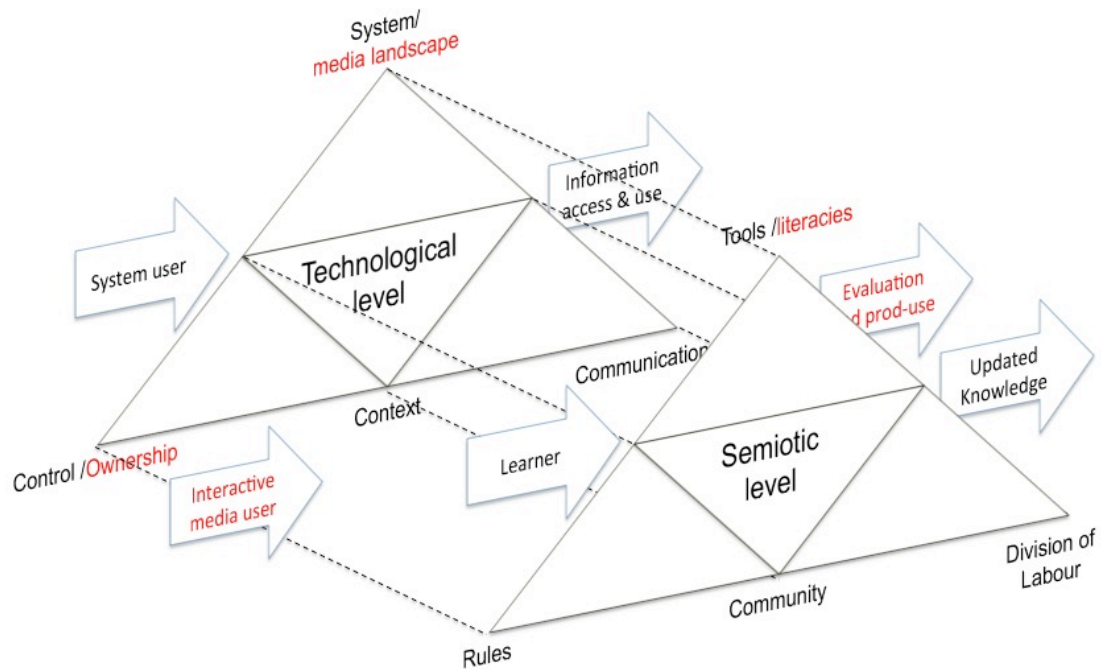 System/
media landscape
Information
access & use
System user
Technological
level
Tools /literacies
Evaluation
d prod-use
Updated
Knowledge
Communication
Context
Control /Ownership
Interactive
media user
Learner
Semiotic
level
Division of
Labour
Community
Rules